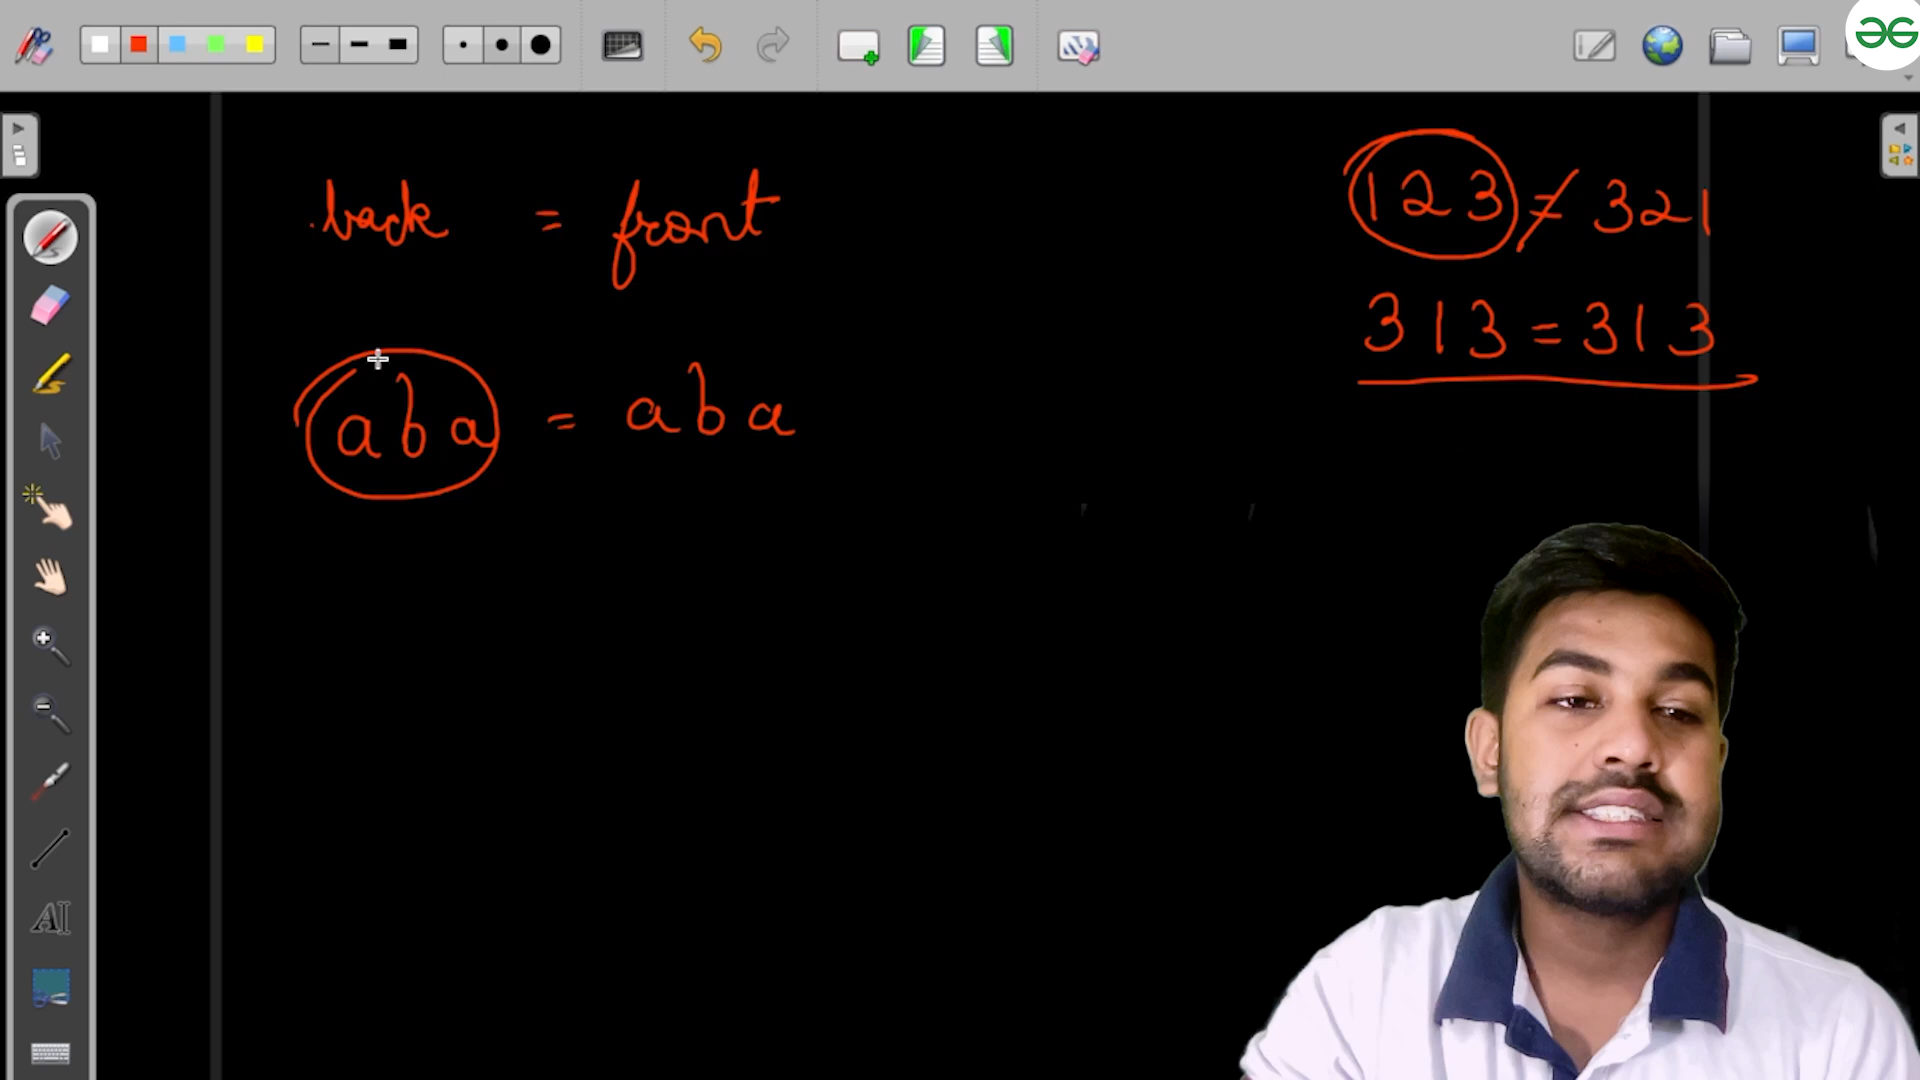 back = front
123 ≠ 321
313 = 313
aba = aba